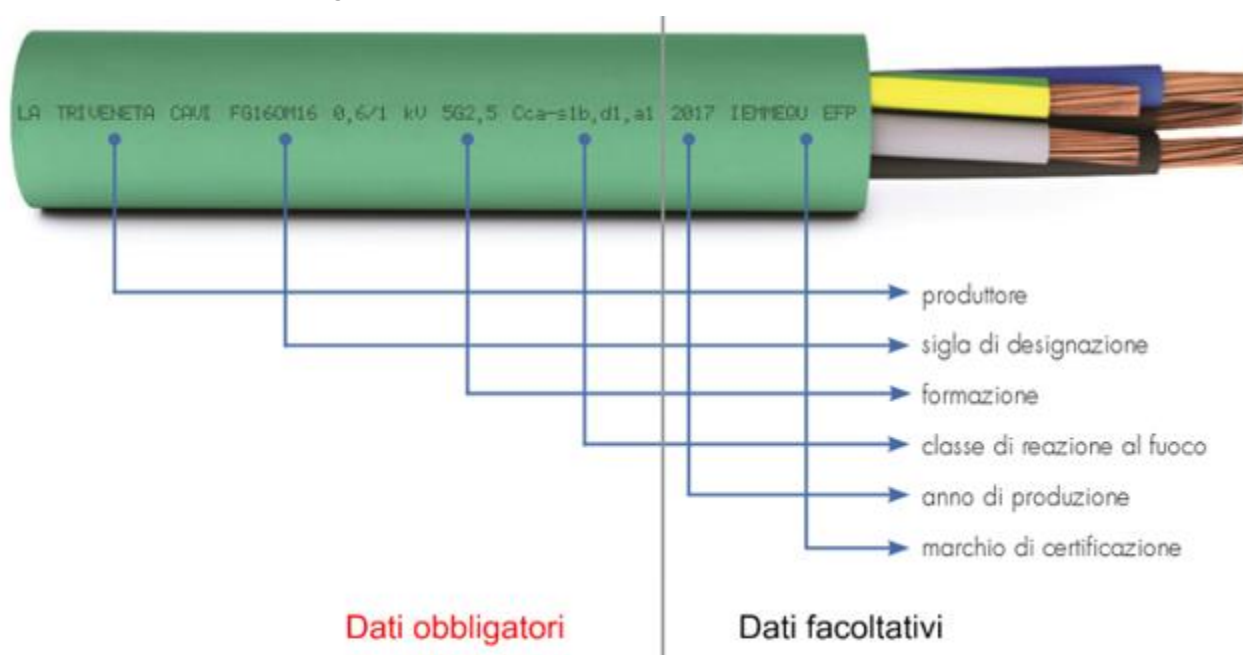 LA TRIVENETA CAVI FG16OM16 0,6/1 kV 5G2,5 Cca-s1b,d1,a1 2017 IEMMEQU EFP
produttore
sigla di designazione
formazione
classe di reazione al fuoco
anno di produzione
marchio di certificazione
Dati obbligatori
Dati facoltativi